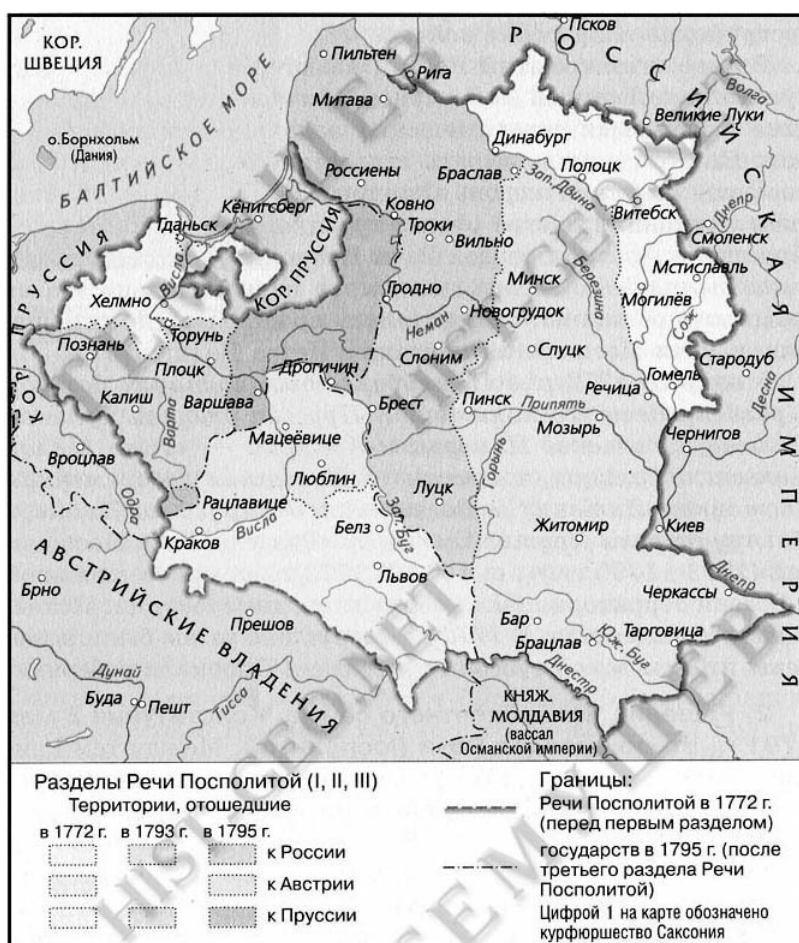 КОР.
ШВЕЦИЯ
Псков
РОССИЙСКАЯ ИМПЕРИЯ
Пильтен
Рига
Митава
Волга
Великие Луки
БАЛТИЙСКОЕ МОРЕ
о.Борнхольм
(Дания)
Динабург
Россиены
Браслав
Зап. Двина
Полоцк
Витебск
Днепр
Смоленск
Кёнигсберг
Ковно
Троки
Вильно
Гданьск
КОР. ПРУССИЯ
КОР. ПРУССИЯ
Висла
Березина
Мстиславль
Минск
Могилёв
Хелмно
Гродно
Новогрудок
Неман
Сож
Торунь
Познань
Плоцк
Слоним
Слуцк
Стародуб
Дрогичин
Гомель
Десна
Калиш
Варта
Варшава
Брест
Пинск
Припять
Речица
Мозырь
Чернигов
Мацеёвице
Вроцлав
Горынь
Одра
Люблин
Луцк
Рацлавице
Висла
Зап. Буг
Житомир
Киев
Краков
Белз
АВСТРИЙСКИЕ ВЛАДЕНИЯ
Львов
Днепр
Брно
Черкассы
Прешов
Бар
Брацлав
Юж. Буг
Тарговица
Днестр
Дунай
Буда
Пешт
Тисса
КНЯЖ.
МОЛДАВИЯ
(вассал
Османской империи)
Разделы Речи Посполитой (I, II, III)
Территории, отошедшие
в 1772 г. в 1793 г. в 1795 г.
к России
к Австрии
к Пруссии
Границы:
Речи Посполитой в 1772 г.
(перед первым разделом)
государств в 1795 г. (после
третьего раздела Речи
Посполитой)
Цифрой 1 на карте обозначено
курфюршество Саксония